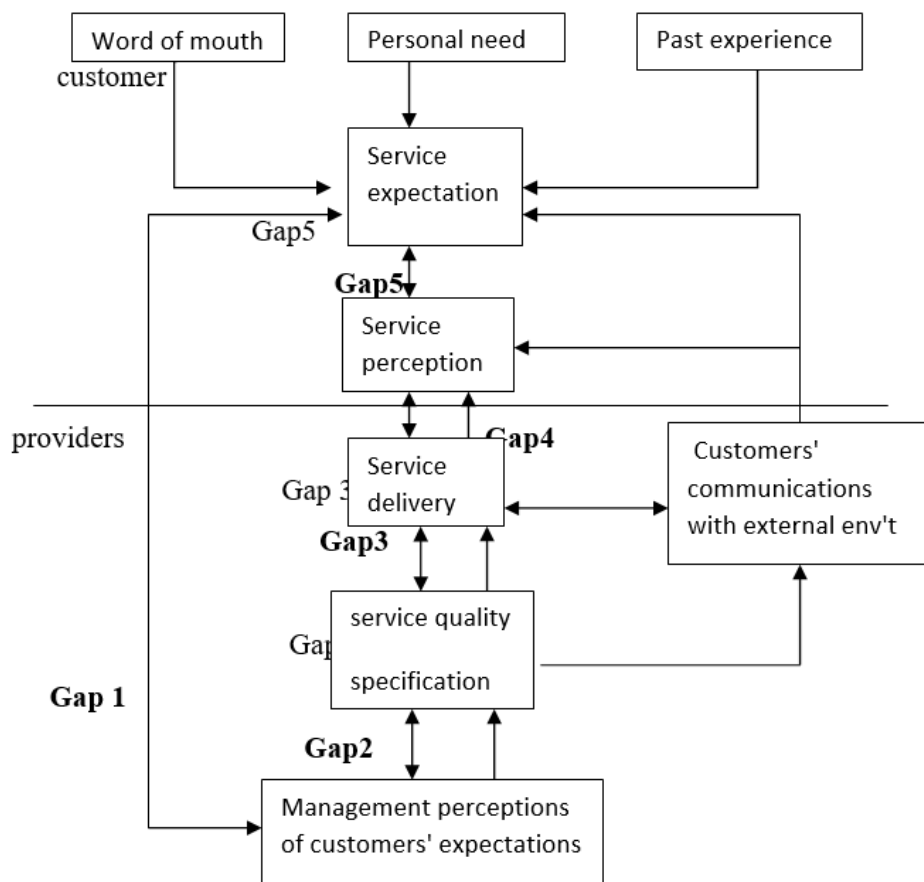 Word of mouth
Personal need
Past experience
customer
Service
expectation
Gap5
Gap5
Service
perception
providers
Gap4
Service
delivery
Gap 3
Customers'
communications
with external env't
Gap3
service quality
specification
Gap
Gap 1
Gap2
Management perceptions
of customers' expectations